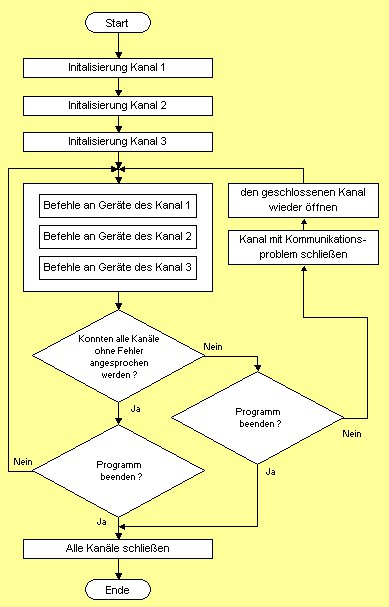 Start
Initalisierung Kanal 1
Initalisierung Kanal 2
Initalisierung Kanal 3
Befehle an Geräte des Kanal 1
Befehle an Geräte des Kanal 2
Befehle an Geräte des Kanal 3
den geschlossenen Kanal
wieder öffnen
Kanal mit Kommunikations-
problem schließen
Konnten alle Kanäle
ohne Fehler
angesprochen
werden ?
Nein
Ja
Programm
beenden ?
Nein
Ja
Programm
beenden ?
Nein
Ja
Alle Kanäle schließen
Ende